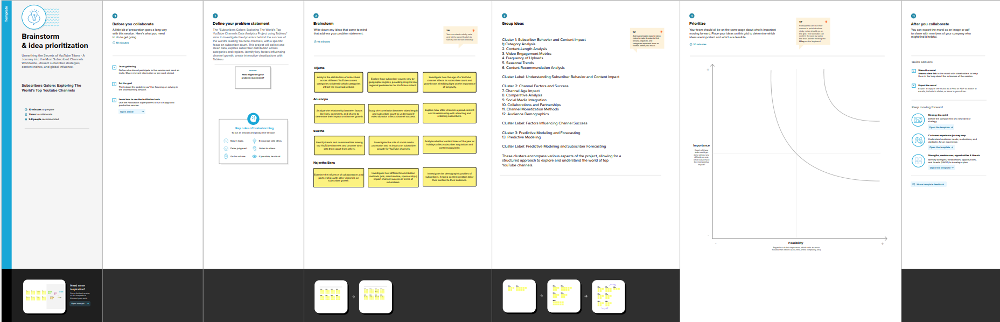 Template
Brainstorm
& idea prioritization
Unearthing the Secrets of YouTube Titans - A
Journey into the Most Subscribed Channels
Worldwide - dissect subscriber strategies,
content niches, and global influence.
Subscribers Galore: Exploring The
World's Top Youtube Channels
10 minutes to prepare
1 hour to collaborate
2-8 people recommended
Need some
inspiration?
See a finished version
of this template to
kickstart your work.
Open example
Before you collaborate
A little bit of preparation goes a long way
with this session. Here's what you need
to do to get going.
10 minutes
Team gathering
Define who should participate in the session and send an
invite. Share relevant information or pre-work ahead.
Set the goal
Think about the problem you'll be focusing on solving in
the brainstorming session.
Learn how to use the facilitation tools
Use the Facilitation Superpowers to run a happy and
productive session.
Open article
1
Define your problem statement
The "Subscribers Galore: Exploring The World's Top
YouTube Channels Data Analytics Project using Tableau"
aims to investigate the dynamics behind the success of
the world's leading YouTube channels, with a specific
focus on subscriber count. This project will collect and
clean data, explore subscriber distribution across
categories and regions, identify key factors influencing
channel growth, create interactive visualizations with
Tableau
PROBLEM
How might we [your
problem statement]?
Key rules of brainstorming
To run an smooth and productive session
Stay in topic.
Encourage wild ideas.
Defer judgment.
Listen to others.
Go for volume.
If possible, be visual.
2
Brainstorm
Write down any ideas that come to mind
that address your problem statement.
10 minutes
TIP
You can select a sticky note
and hit the pencil [switch to
sketch] icon to start drawing!
Rijutha
Analyze the distribution of subscribers
across different YouTube content
categories to identify which categories
attract the most subscribers
Explore how subscriber counts vary by
geographic regions, providing insights into
regional preferences for YouTube content.
Investigate how the age of a YouTube
channel affects its subscriber count and
growth rate, shedding light on the importance
of longevity.
Anuroopa
Analyze the relationship between factors
like likes, comments, and shares to
determine their impact on channel growth.
Study the correlation between video length
and subscriber count to understand if
video duration affects channel success
Explore how often channels upload content
and its relationship with attracting and
retaining subscribers.
Swetha
Identify trends and commonalities among
top YouTube channels and uncover what
sets them apart from others.
Investigate the role of social media
promotion and its impact on subscriber
growth for YouTube channels.
Analyze whether certain times of the year or
holidays affect subscriber acquisition and
content popularity.
Najeetha Banu
Examine the influence of collaborations and
partnerships with other channels on
subscriber growth.
Investigate how different monetization
methods (ads, merchandise, sponsorships)
impact channel success in terms of
subscribers.
Investigate the demographic profiles of
subscribers, helping content creators tailor
their content to their audience.
3
Group ideas
TIP
Add customizable tags to sticky
notes to make it easier to find,
browse, organize, and
categorize important ideas as
themes within your mural.
Cluster 1: Subscriber Behavior and Content Impact
1. Category Analysis
2. Content-Length Analysis
3. Video Engagement Metrics
4. Frequency of Uploads
5. Seasonal Trends
6. Content Recommendation Analysis
Cluster Label: Understanding Subscriber Behavior and Content Impact
Cluster 2: Channel Factors and Success
7. Channel Age Impact
8. Comparative Analysis
9. Social Media Integration
10. Collaborations and Partnerships
11. Channel Monetization Methods
12. Audience Demographics
Cluster Label: Factors Influencing Channel Success
Cluster 3: Predictive Modeling and Forecasting
13. Predictive Modeling
Cluster Label: Predictive Modeling and Subscriber Forecasting
These clusters encompass various aspects of the project, allowing for a
structured approach to explore and understand the world of top
YouTube channels.
4
Prioritize
Your team should all be on the same page about what's important
moving forward. Place your ideas on this grid to determine which
ideas are important and which are feasible.
20 minutes
TIP
Participants can use their
cursors to point at where
sticky notes should go on
the grid. The facilitator can
confirm the spot by using
the laser pointer holding the
H key on the keyboard.
Importance
If each of these
tasks could get
done without any
difficulty or cost,
which would have
the most positive
impact?
Feasibility
Regardless of their importance, which tasks are more
feasible than others? (Cost, time, effort, complexity, etc.)
After you collaborate
You can export the mural as an image or pdf
to share with members of your company who
might find it helpful.
Quick add-ons
Share the mural
Share a view link to the mural with stakeholders to keep
them in the loop about the outcomes of the session.
Export the mural
Export a copy of the mural as a PNG or PDF to attach to
emails, include in slides, or save in your drive.
Keep moving forward
Strategy blueprint
Define the components of a new idea or
strategy.
Open the template
Customer experience journey map
Understand customer needs, motivations, and
obstacles for an experience.
Open the template
Strengths, weaknesses, opportunities & threats
Identify strengths, weaknesses, opportunities,
and threats (SWOT) to develop a plan.
Open the template
Share template feedback